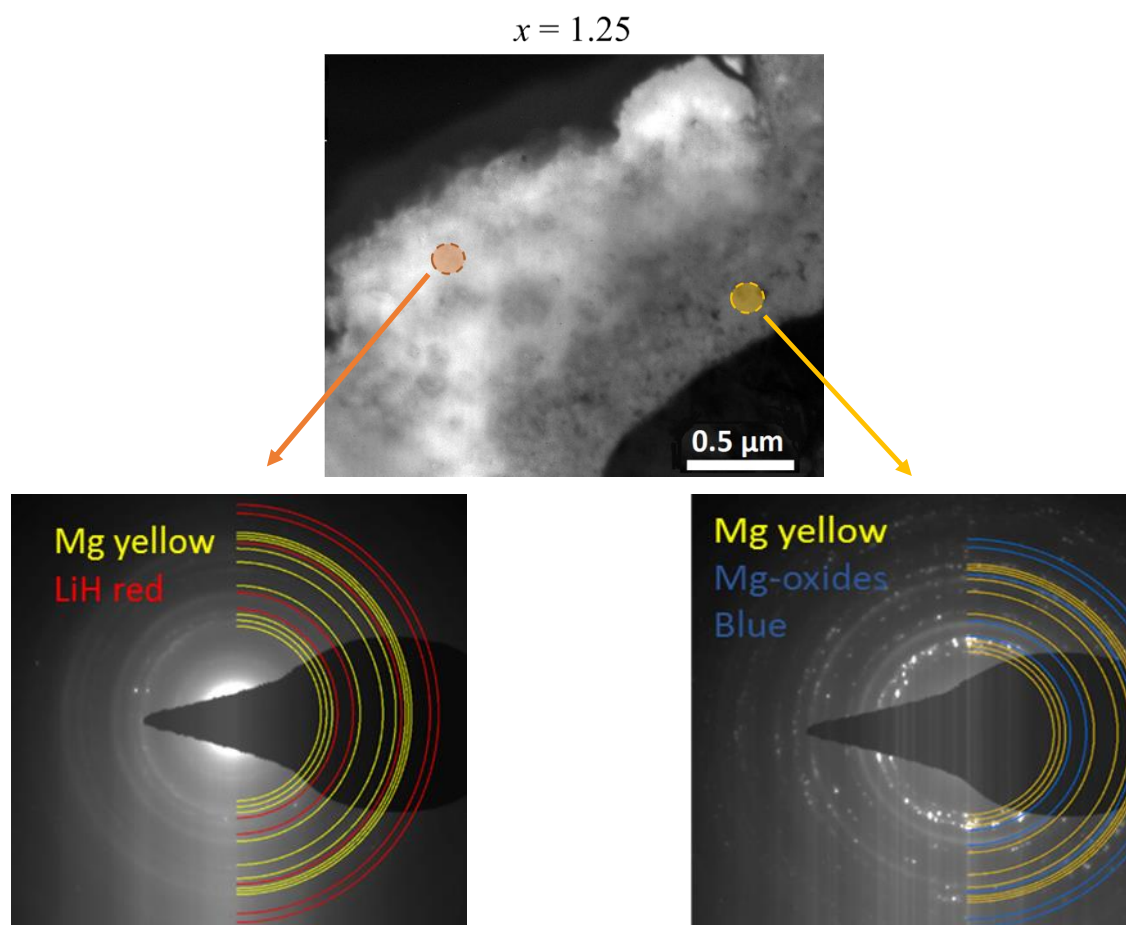 x = 1.25
0.5 µm
Mg yellow
LiH red
Mg yellow
Mg-oxides
Blue